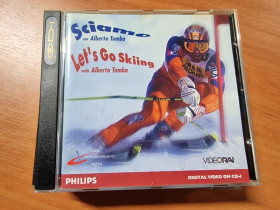 Sciamo
con Alberto Tomba
Let's Go Skiing
with Alberto Tomba
VIDEORAI
PHILIPS
DIGITAL VIDEO ON CD-i